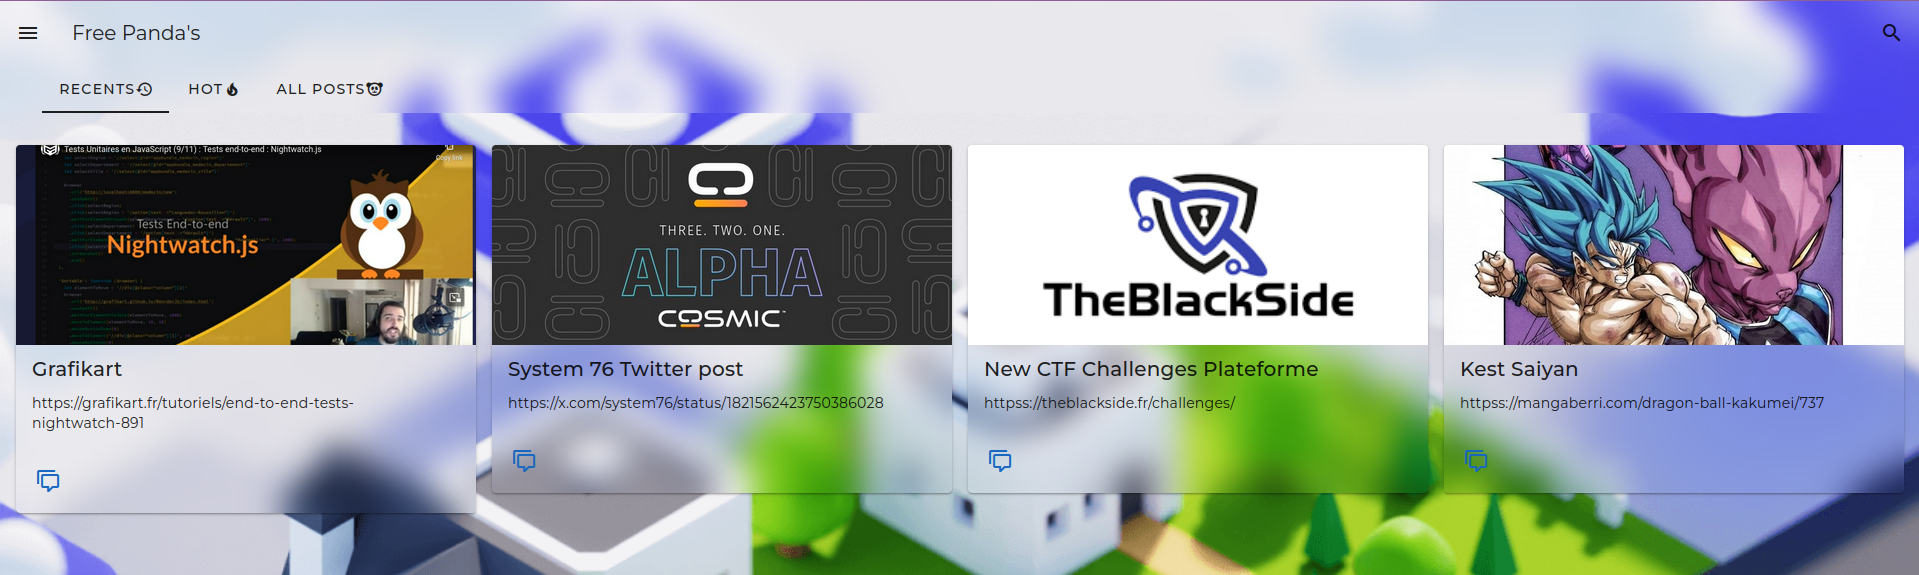 Free Panda's
RECENTS
HOT
ALL POSTS
Tests Unitaires en JavaScript (9/11) : Tests end-to-end : Nightwatch.js
Copy link
Tests End-to-end
Nightwatch.js
THREE. TWO. ONE.
ALPHA
COSMIC
TheBlackSide
Grafikart
https://grafikart.fr/tutoriels/end-to-end-tests-
nightwatch-891
System 76 Twitter post
https://x.com/system76/status/1821562423750386028
New CTF Challenges Plateforme
httpss://theblackside.fr/challenges/
Kest Saiyan
httpss://mangaberri.com/dragon-ball-kakumei/737